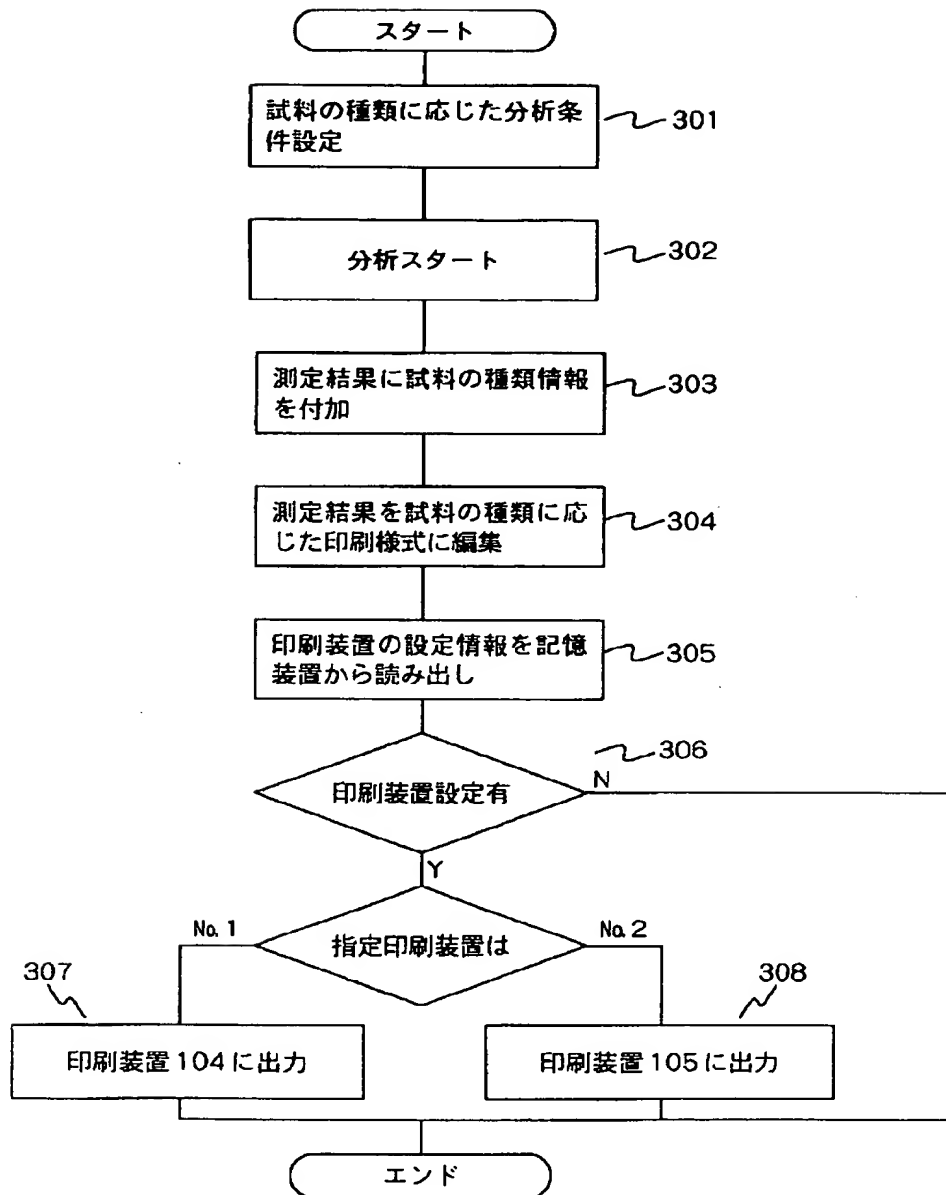 スタート
試料の種類に応じた分析条
件設定
301
分析スタート
302
測定結果に試料の種類情報
を付加
303
測定結果を試料の種類に応
じた印刷様式に編集
304
印刷装置の設定情報を記憶
装置から読み出し
305
306
印刷装置設定有
N
Y
No.1
指定印刷装置は
No.2
307
308
印刷装置104に出力
印刷装置105に出力
エンド